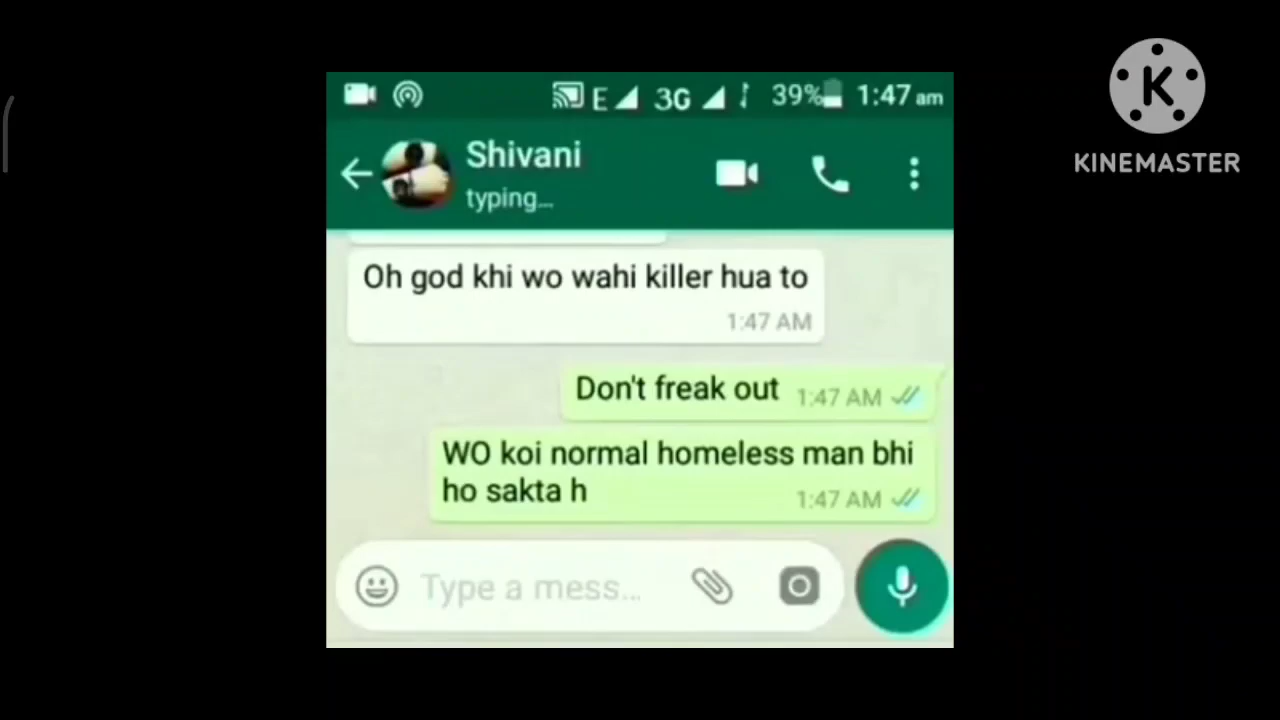 E 3G 39% 1:47 am
Shivani
typing...
Oh god khi wo wahi killer hua to
1:47 AM
Don't freak out 1:47 AM
WO koi normal homeless man bhi
ho sakta h 1:47 AM
Type a mess...
K
KINEMASTER